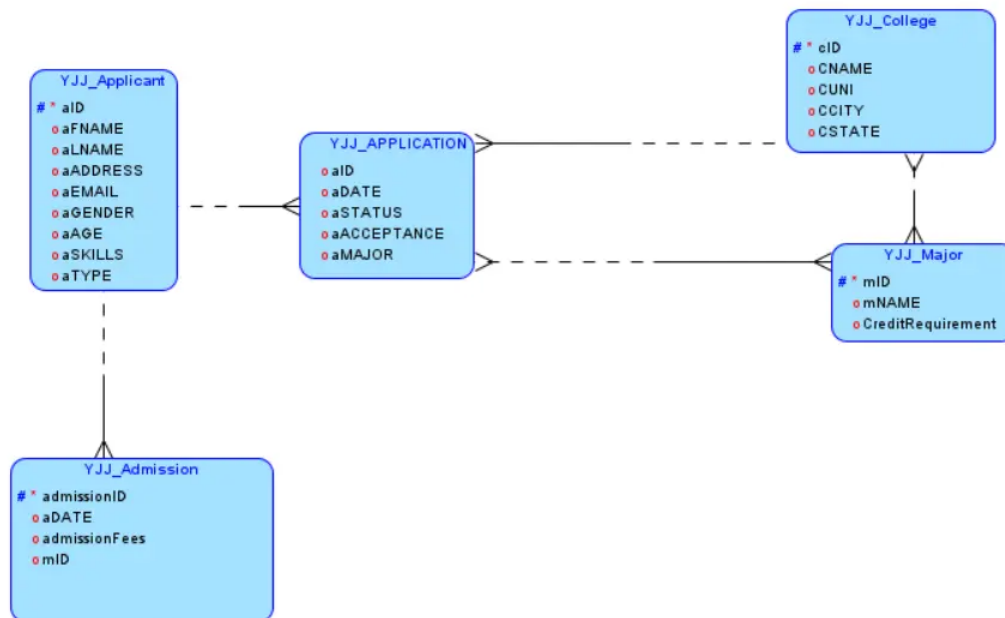 YJJ_Applicant
# * aID
o aFNAME
o aLNAME
o aADDRESS
o aEMAIL
o aGENDER
o aAGE
o aSKILLS
o aTYPE
YJJ_APPLICATION
o aID
o aDATE
o aSTATUS
o aACCEPTANCE
o aMAJOR
YJJ_College
# * cID
o CNAME
o CUNI
o CCITY
o CSTATE
YJJ_Major
# * mID
o mNAME
o CreditRequirement
YJJ_Admission
# * admissionID
o aDATE
o admissionFees
o mID